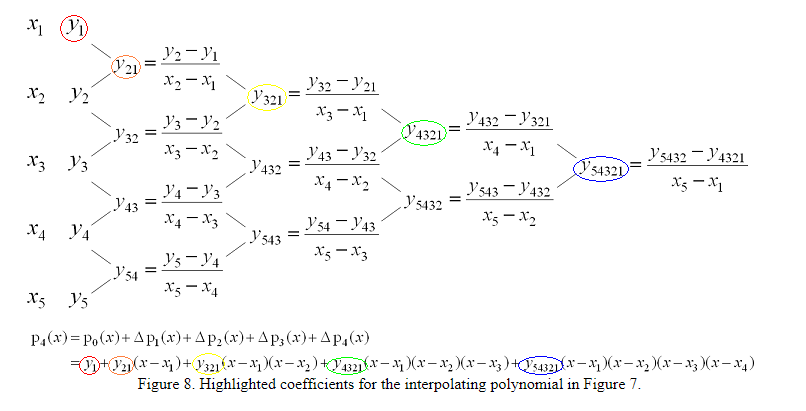 x₁ y₁
y₂₁ = (y₂ − y₁)/(x₂ − x₁)
x₂ y₂ y₃₂₁ = (y₃₂ − y₂₁)/(x₃ − x₁)
y₃₂ = (y₃ − y₂)/(x₃ − x₂) y₄₃₂₁ = (y₄₃₂ − y₃₂₁)/(x₄ − x₁)
x₃ y₃ y₄₃₂ = (y₄₃ − y₃₂)/(x₄ − x₂) y₅₄₃₂₁ = (y₅₄₃₂ − y₄₃₂₁)/(x₅ − x₁)
y₄₃ = (y₄ − y₃)/(x₄ − x₃) y₅₄₃₂ = (y₅₄₃ − y₄₃₂)/(x₅ − x₂)
x₄ y₄ y₅₄₃ = (y₅₄ − y₄₃)/(x₅ − x₃)
y₅₄ = (y₅ − y₄)/(x₅ − x₄)
x₅ y₅
p₄(x) = p₀(x) + Δp₁(x) + Δp₂(x) + Δp₃(x) + Δp₄(x)
= y₁ + y₂₁(x − x₁) + y₃₂₁(x − x₁)(x − x₂) + y₄₃₂₁(x − x₁)(x − x₂)(x − x₃) + y₅₄₃₂₁(x − x₁)(x − x₂)(x − x₃)(x − x₄)
Figure 8. Highlighted coefficients for the interpolating polynomial in Figure 7.